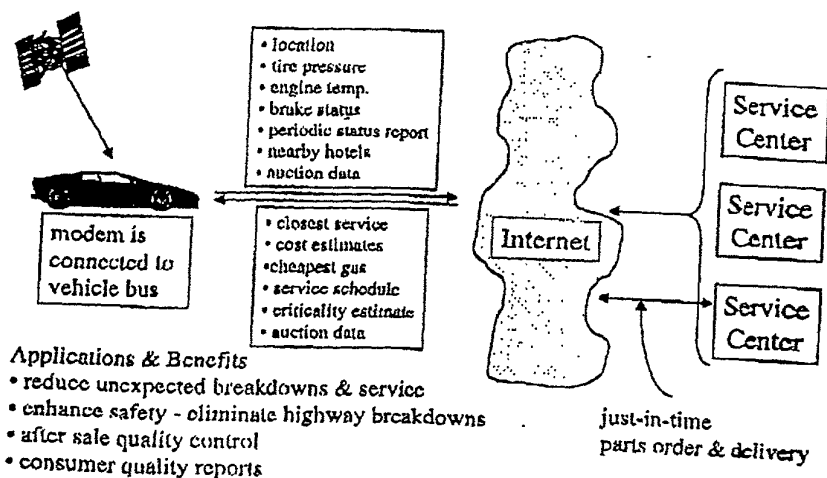 • location
• tire pressure
• engine temp.
• brake status
• periodic status report
• nearby hotels
• auction data
modem is
connected to
vehicle bus
• closest service
• cost estimates
•cheapest gas
• service schedule
• criticality estimate
• auction data
Internet
Service
Center
Service
Center
Service
Center
just-in-time
parts order & delivery
Applications & Benefits
• reduce unexpected breakdowns & service
• enhance safety - eliminate highway breakdowns
• after sale quality control
• consumer quality reports